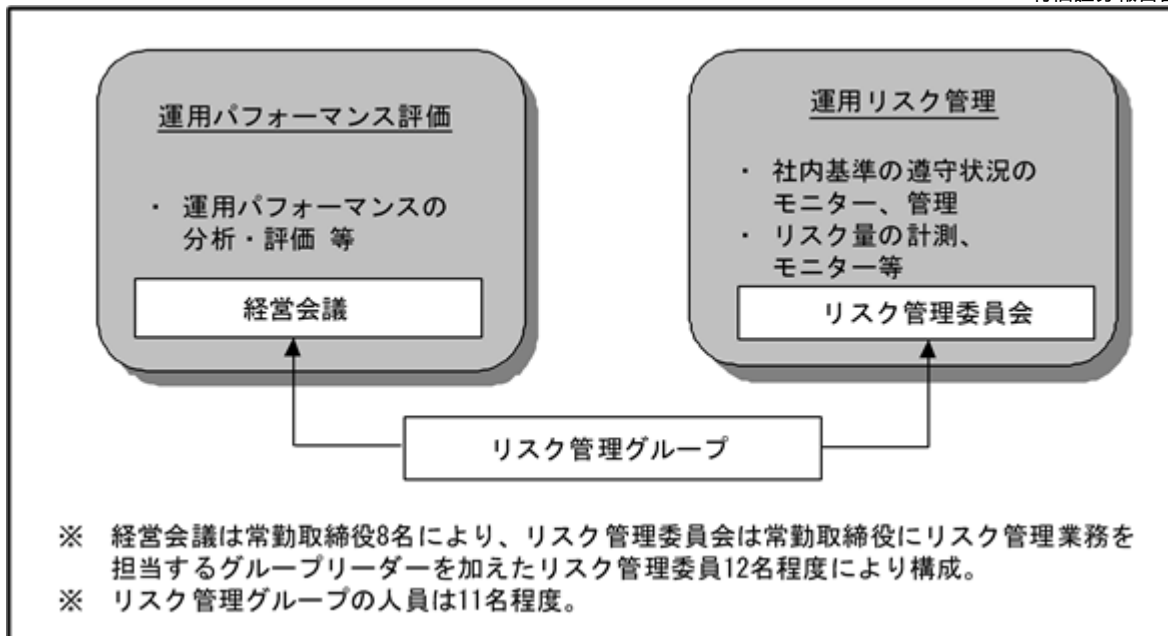 運用パフォーマンス評価
・ 運用パフォーマンスの
分析・評価 等
経営会議
運用リスク管理
・ 社内基準の遵守状況の
モニター、管理
・ リスク量の計測、
モニター等
リスク管理委員会
リスク管理グループ
※ 経営会議は常勤取締役8名により、リスク管理委員会は常勤取締役にリスク管理業務を
担当するグループリーダーを加えたリスク管理委員12名程度により構成。
※ リスク管理グループの人員は11名程度。